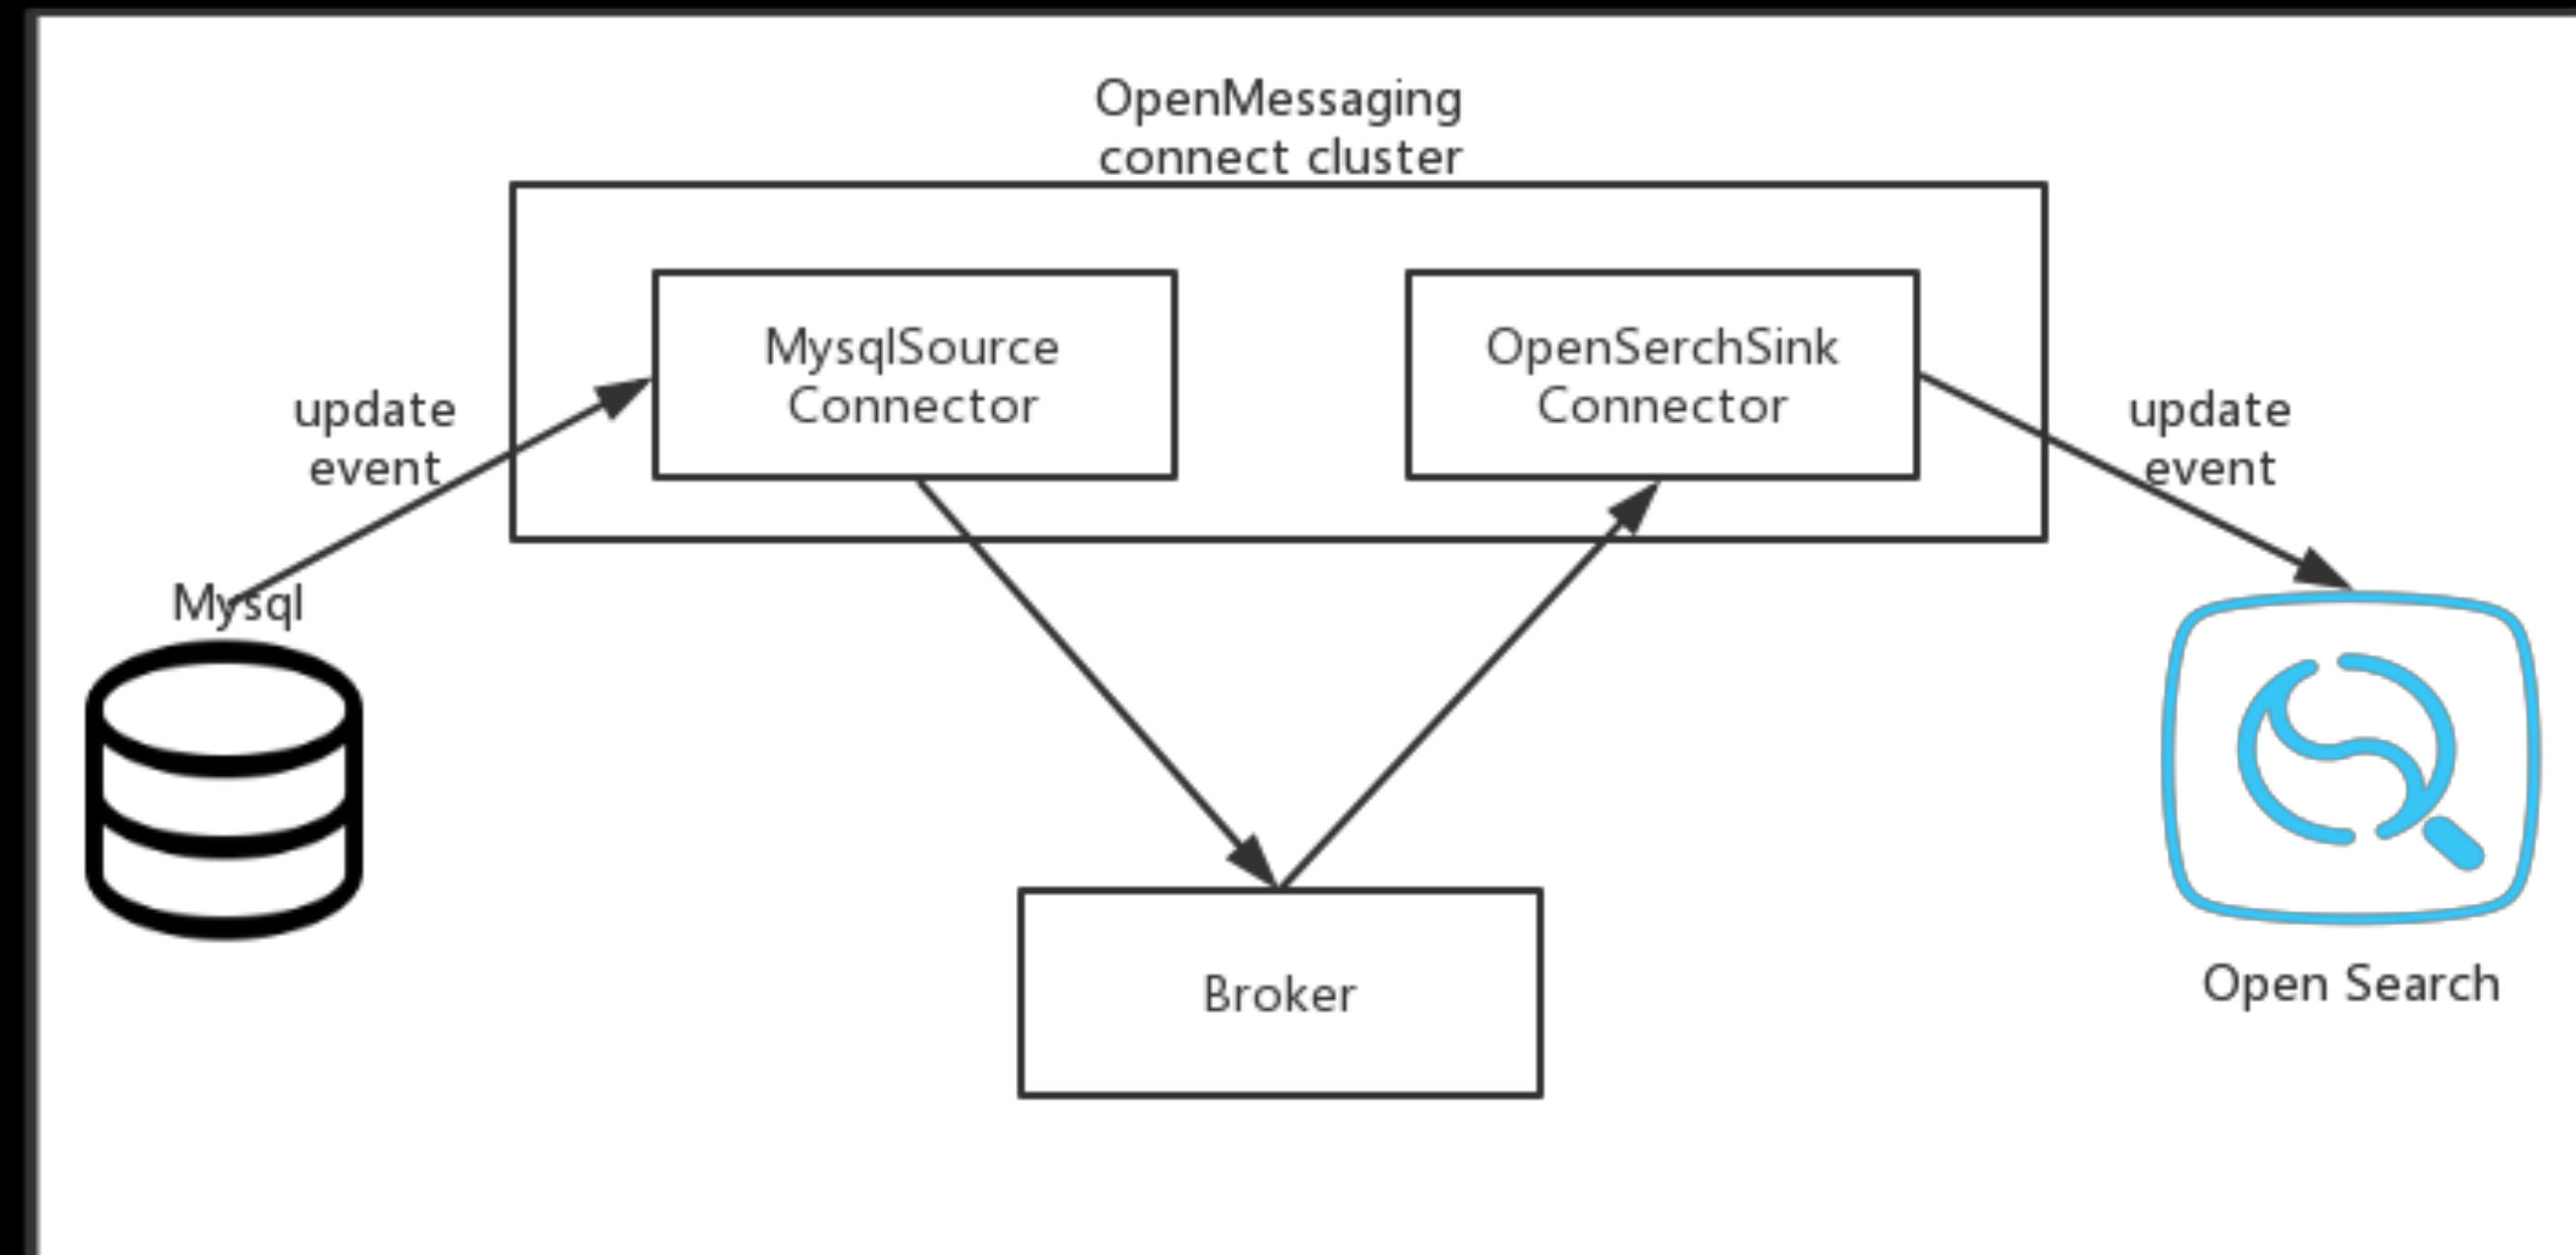 OpenMessaging
connect cluster
MysqlSource
Connector
OpenSerchSink
Connector
update
event
update
event
Mysql
Broker
Open Search